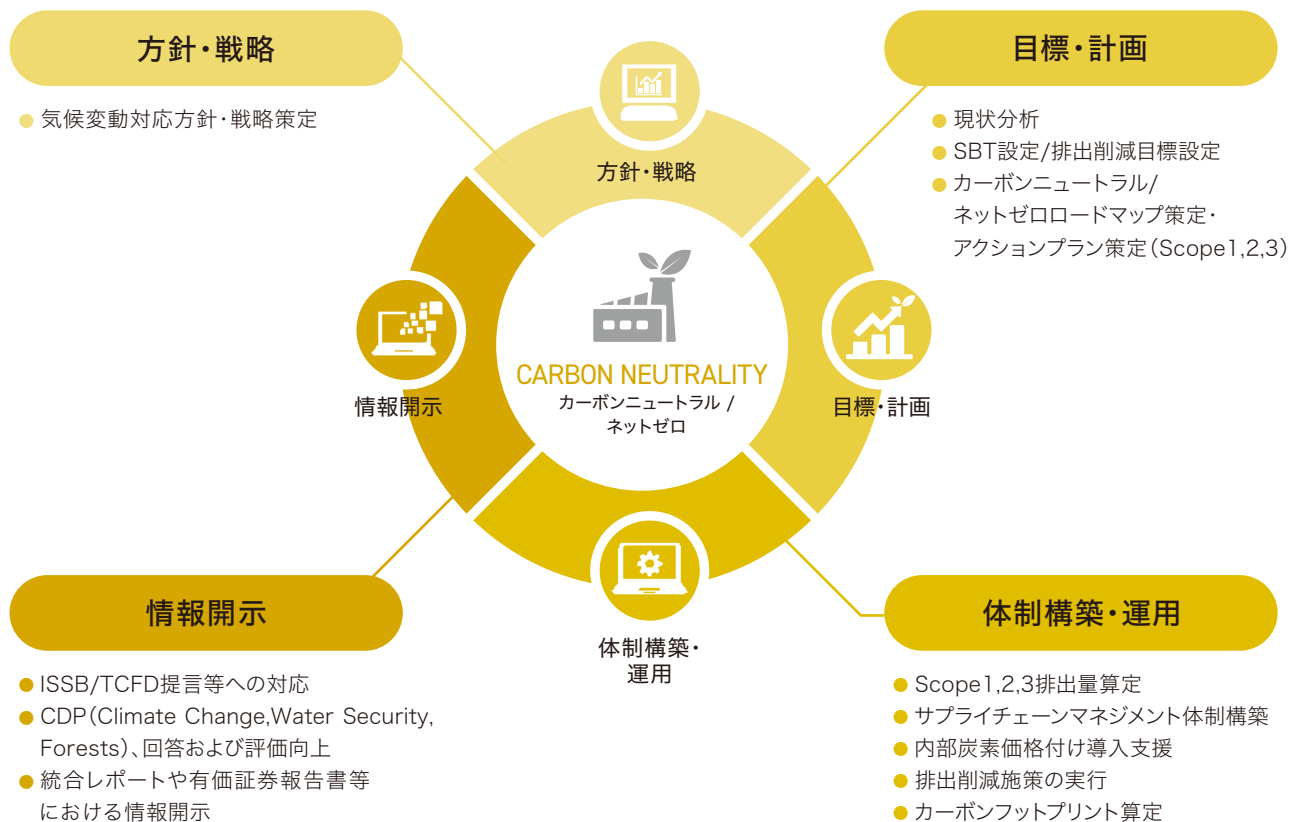 方針・戦略
● 気候変動対応方針・戦略策定
目標・計画
● 現状分析
● SBT設定/排出削減目標設定
● カーボンニュートラル/
ネットゼロロードマップ策定・
アクションプラン策定(Scope1,2,3)
方針・戦略
情報開示
CARBON NEUTRALITY
カーボンニュートラル /
ネットゼロ
目標・計画
体制構築・
運用
情報開示
● ISSB/TCFD提言等への対応
● CDP(Climate Change,Water Security,
Forests)、回答および評価向上
● 統合レポートや有価証券報告書等
における情報開示
体制構築・運用
● Scope1,2,3排出量算定
● サプライチェーンマネジメント体制構築
● 内部炭素価格付け導入支援
● 排出削減施策の実行
● カーボンフットプリント算定